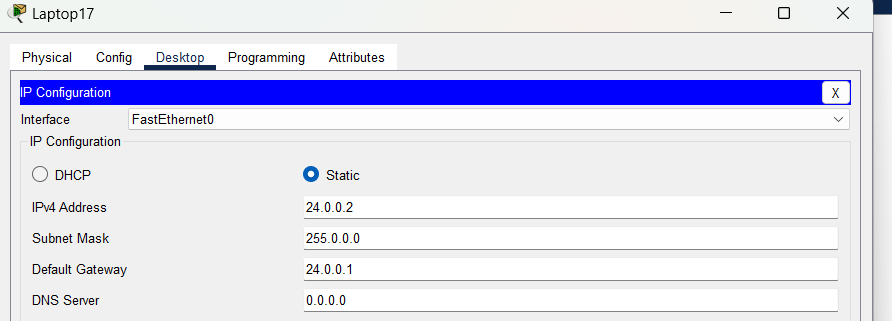 Laptop17
Physical Config Desktop Programming Attributes
IP Configuration X
Interface FastEthernet0
IP Configuration
DHCP Static
IPv4 Address 24.0.0.2
Subnet Mask 255.0.0.0
Default Gateway 24.0.0.1
DNS Server 0.0.0.0